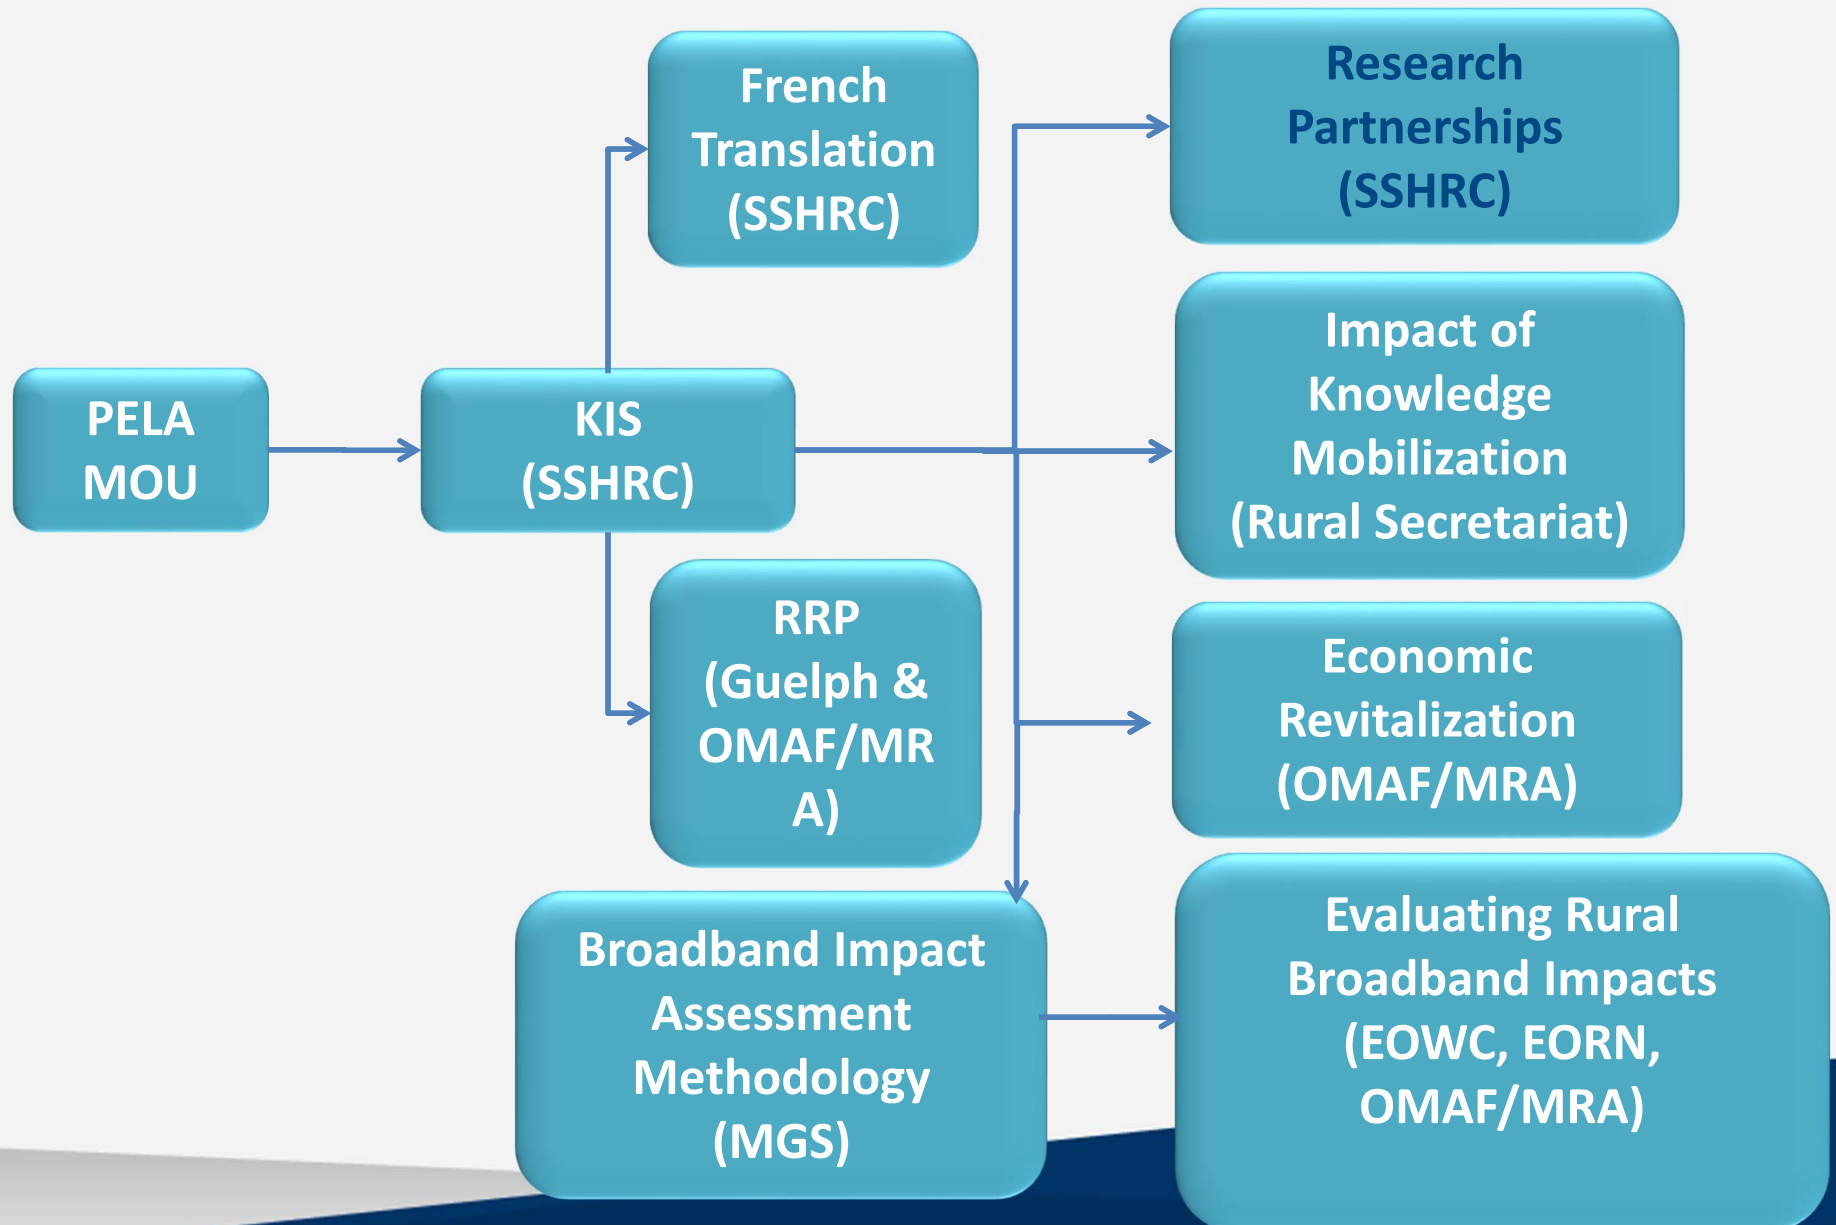 PELA
MOU
KIS
(SSHRC)
French
Translation
(SSHRC)
RRP
(Guelph &
OMAF/MR
A)
Broadband Impact
Assessment
Methodology
(MGS)
Research
Partnerships
(SSHRC)
Impact of
Knowledge
Mobilization
(Rural Secretariat)
Economic
Revitalization
(OMAF/MRA)
Evaluating Rural
Broadband Impacts
(EOWC, EORN,
OMAF/MRA)